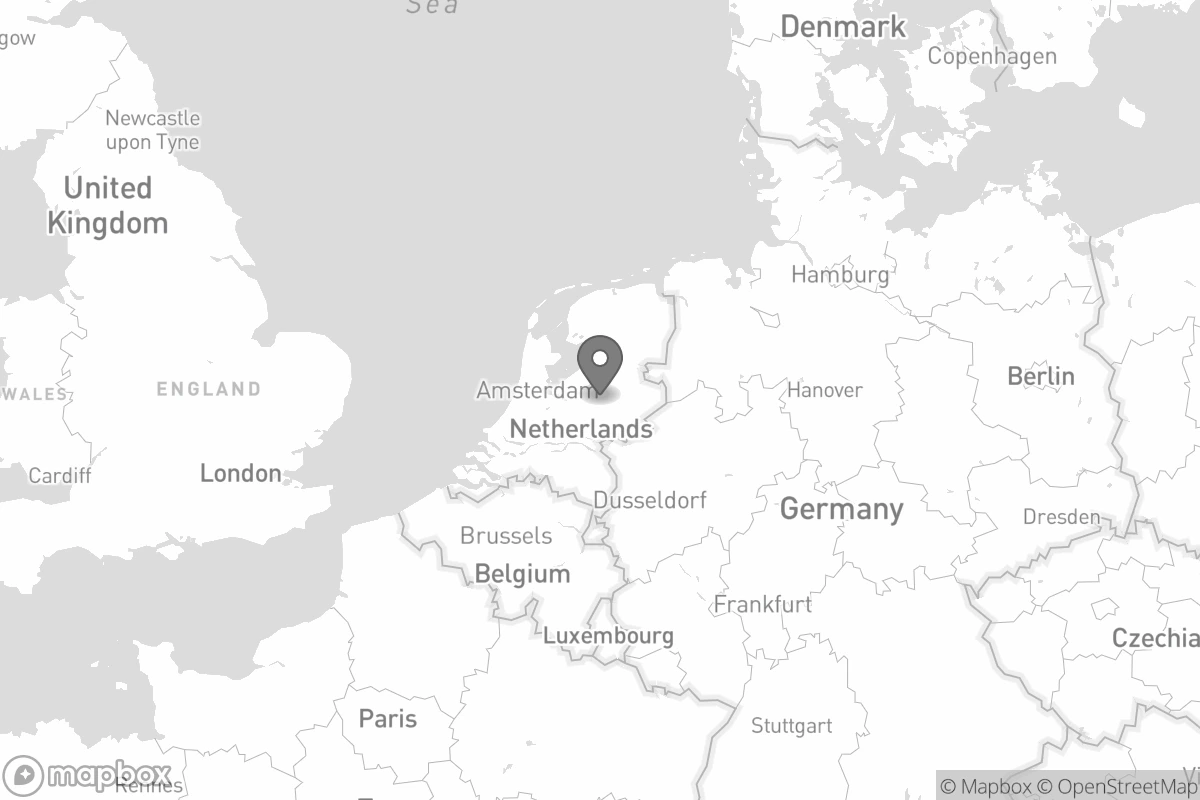 Sea
Denmark
gow
Copenhagen
Newcastle
upon Tyne
United
Kingdom
Hamburg
Berlin
WALES
ENGLAND
Amsterdam
Hanover
Netherlands
Cardiff
London
Dusseldorf
Germany
Dresden
Brussels
Belgium
Frankfurt
Luxembourg
Czechia
Paris
Stuttgart
mapbox
Rennes
© Mapbox © OpenStreetMap